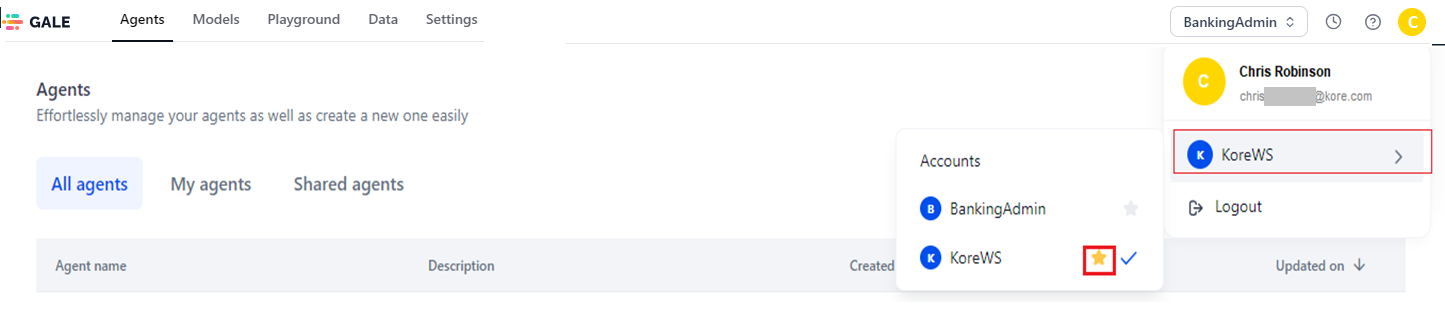 GALE Agents Models Playground Data Settings BankingAdmin C
Agents
Effortlessly manage your agents as well as create a new one easily
All agents My agents Shared agents
Agent name Description Created Updated on
C Chris Robinson
chris @kore.com
K KoreWS
Logout
Accounts
B BankingAdmin
K KoreWS